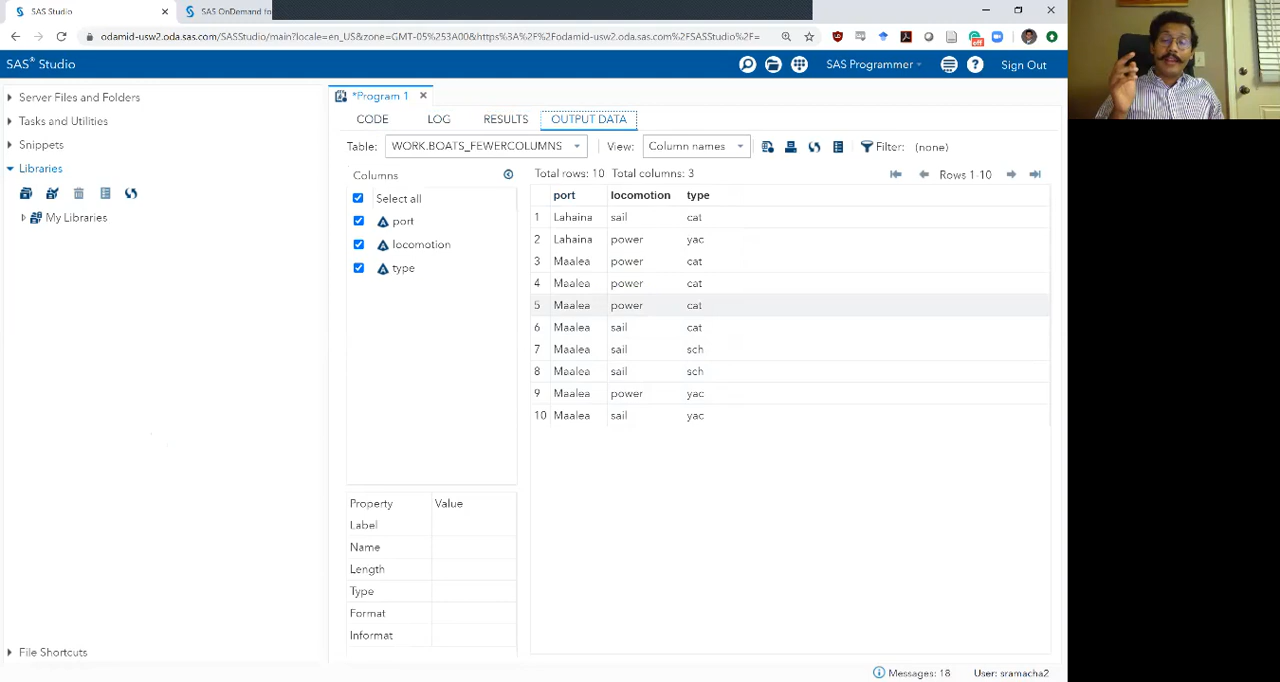 SAS Studio
SAS OnDemand fo
odamid-usw2.oda.sas.com/SASStudio/main?locale=en_US&zone=GMT-05%253A00&https%3A%2F%2Fodamid-usw2.oda.sas.com%2FSASStudio%2F=
SAS® Studio
SAS Programmer
Sign Out
Server Files and Folders
Tasks and Utilities
Snippets
Libraries
My Libraries
File Shortcuts
*Program 1
CODE LOG RESULTS OUTPUT DATA
Table: WORK.BOATS_FEWERCOLUMNS View: Column names Filter: (none)
Columns
Select all
port
locomotion
type
Property Value
Label
Name
Length
Type
Format
Informat
Total rows: 10 Total columns: 3 Rows 1-10
port locomotion type
1 Lahaina sail cat
2 Lahaina power yac
3 Maalea power cat
4 Maalea power cat
5 Maalea power cat
6 Maalea sail cat
7 Maalea sail sch
8 Maalea sail sch
9 Maalea power yac
10 Maalea sail yac
Messages: 18 User: sramacha2